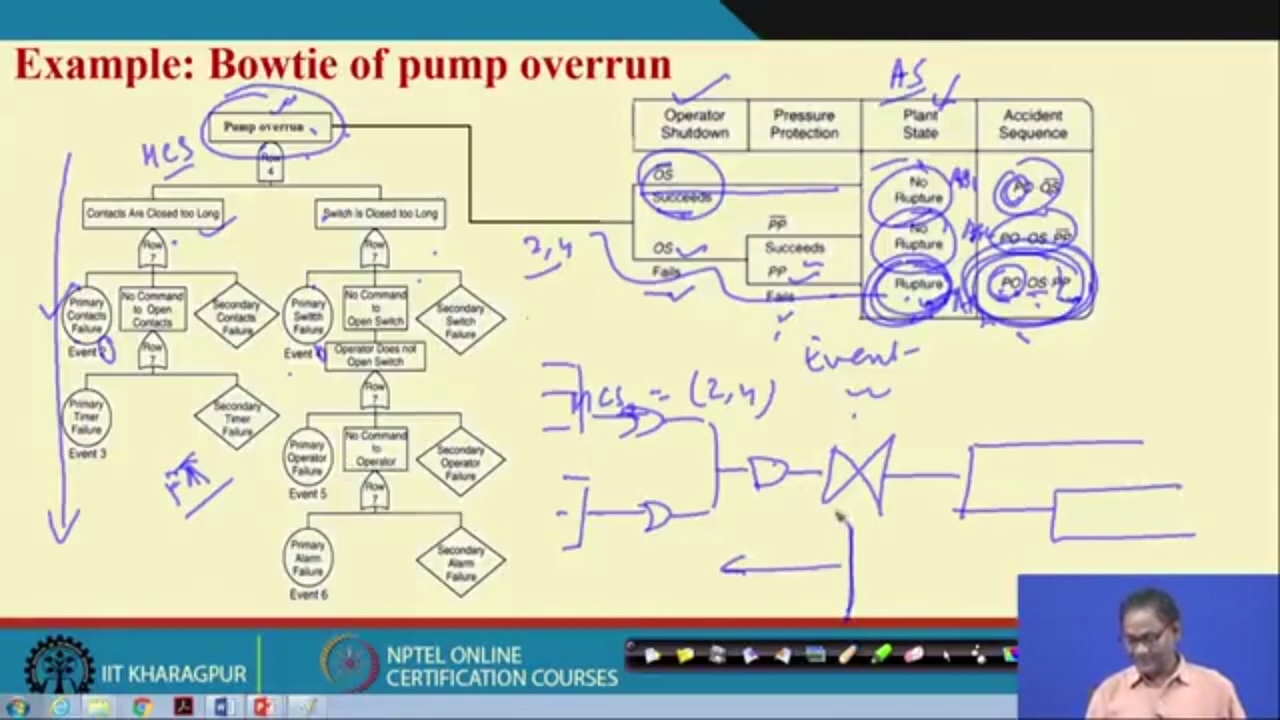 Example: Bowtie of pump overrun
Pump overrun
Row
4
MCS
Contacts Are Closed too Long
Switch Is Closed too Long
Row
7
Row
7
Primary
Contacts
Failure
No Command
to Open
Contacts
Secondary
Contacts
Failure
Primary
Switch
Failure
No Command
to
Open Switch
Secondary
Switch
Failure
Event
Event
Row
7
Operator Does not
Open Switch
Row
7
Primary
Timer
Failure
Secondary
Timer
Failure
Event 3
Primary
Operator
Failure
No Command
to
Operator
Secondary
Operator
Failure
Event 5
Row
7
Primary
Alarm
Failure
Secondary
Alarm
Failure
Event 6
AS
Operator
Shutdown
Pressure
Protection
Plant
State
Accident
Sequence
OS
Succeeds
No
Rupture
PO OS
PP
Succeeds
No
Rupture
PO OS PP
OS
Fails
PP
Fails
Rupture
PO OS PP
2,4
Event
= (2,4)
IIT KHARAGPUR
NPTEL ONLINE
CERTIFICATION COURSES